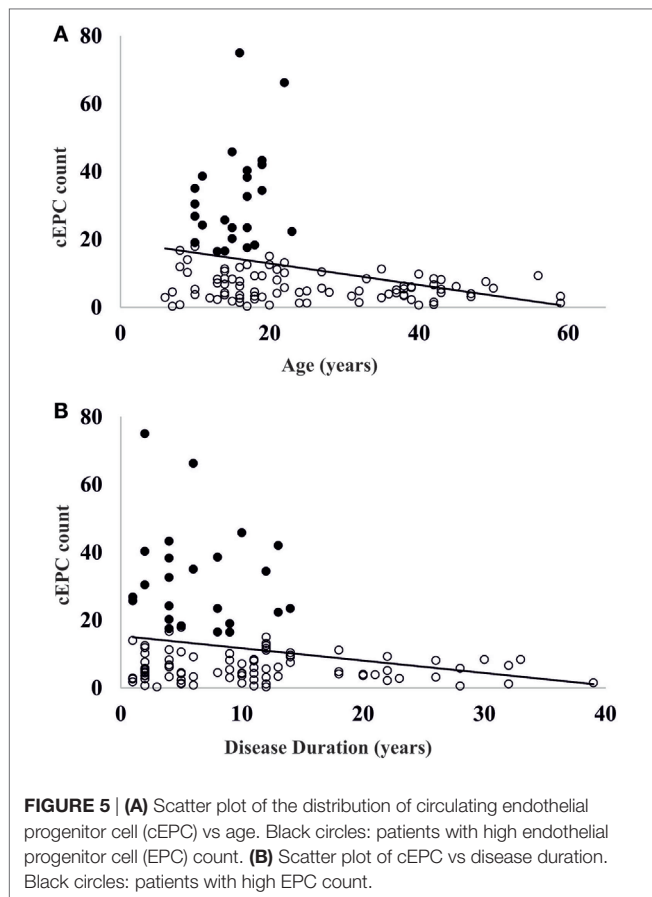 A
80
60
40
20
0
cEPC count
0 20 40 60
Age (years)
B
80
60
40
20
0
cEPC count
0 10 20 30 40
Disease Duration (years)
FIGURE 5 | (A) Scatter plot of the distribution of circulating endothelial
progenitor cell (cEPC) vs age. Black circles: patients with high endothelial
progenitor cell (EPC) count. (B) Scatter plot of cEPC vs disease duration.
Black circles: patients with high EPC count.